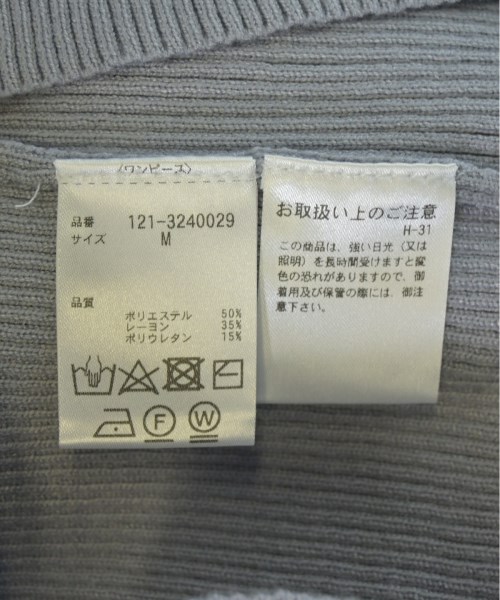 〈ワンピース〉
品番 121-3240029
サイズ M
品質
ポリエステル 50%
レーヨン 35%
ポリウレタン 15%
F W
お取扱い上のご注意
H-31
この商品は、強い日光（又は
照明）を長時間受けますと変
色の恐れがありますので、御
着用及び保管の際には、御注
意下さい。